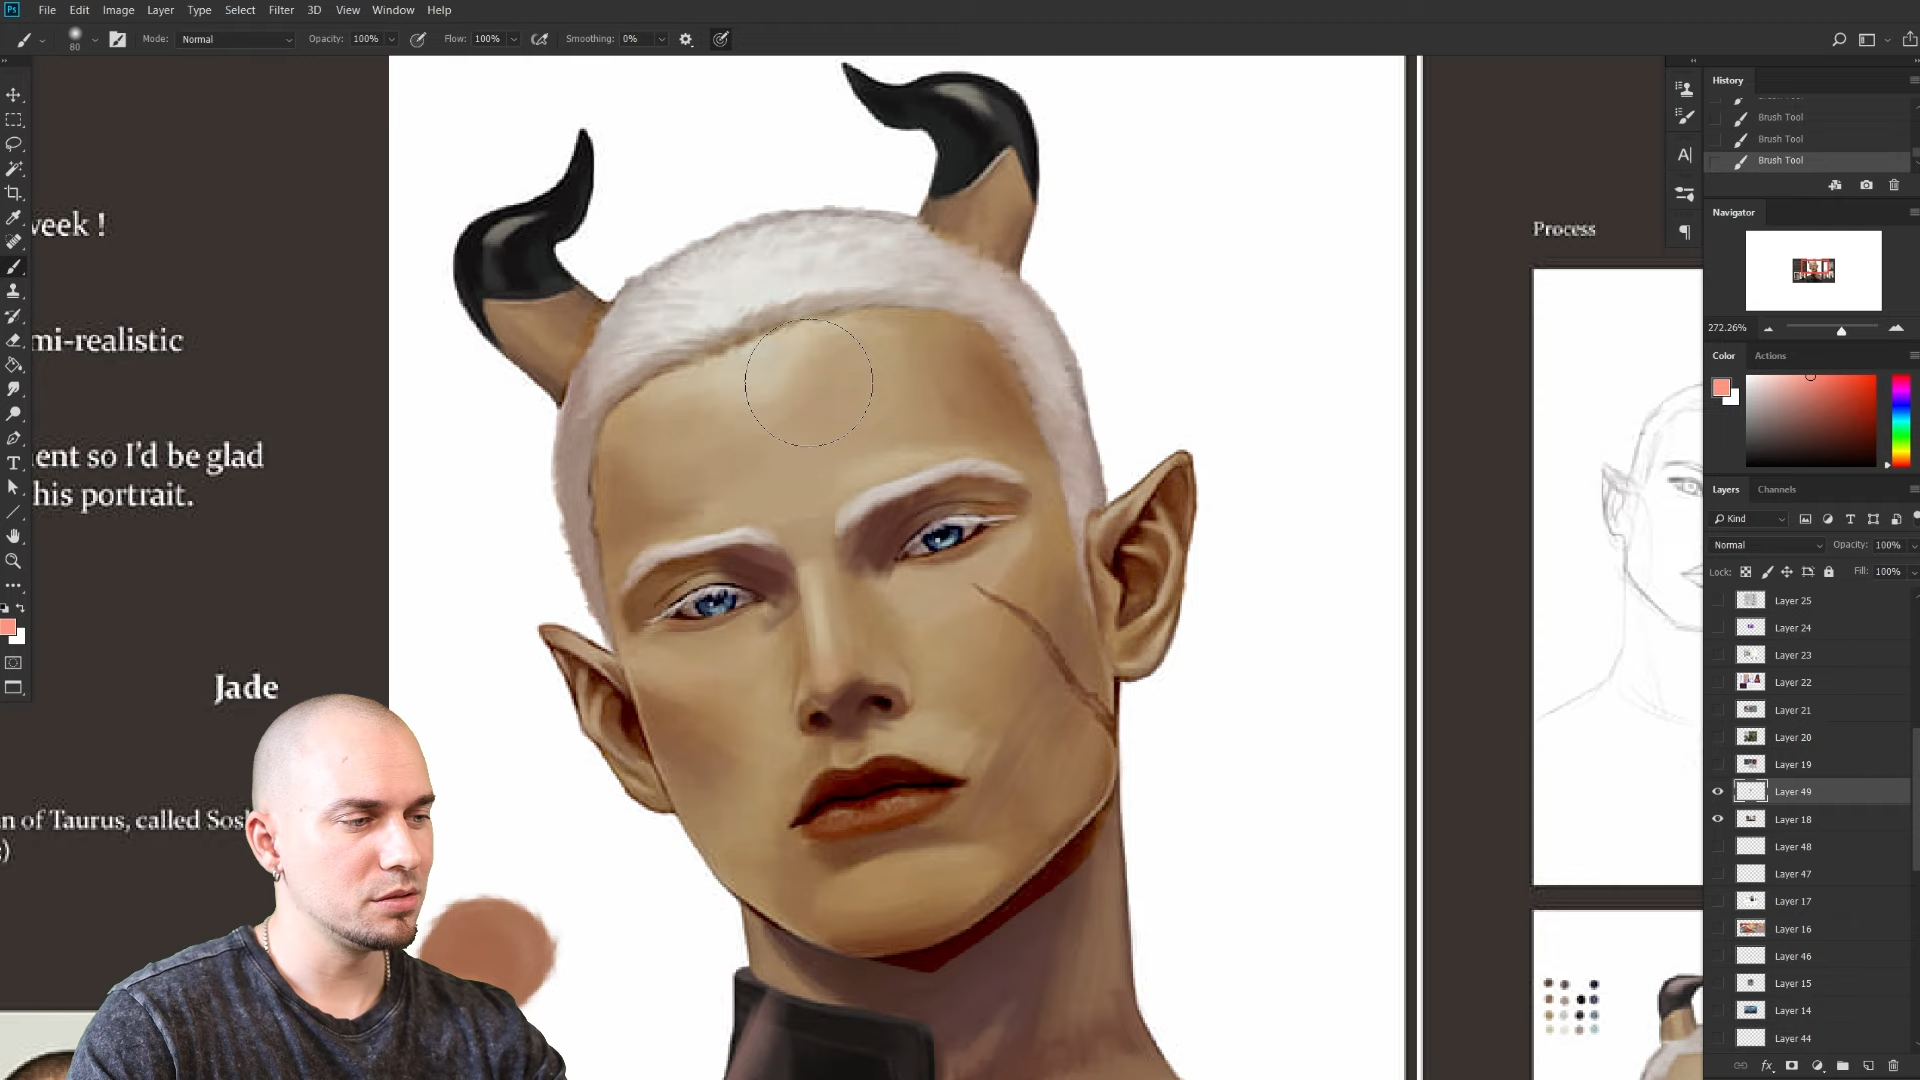 Ps File Edit Image Layer Type Select Filter 3D View Window Help
80 Mode: Normal Opacity: 100% Flow: 100% Smoothing: 0%
History
Brush Tool
Brush Tool
Brush Tool
Navigator
272.26%
Color Actions
Layers Channels
Kind
Normal Opacity: 100%
Lock: Fill: 100%
Layer 25
Layer 24
Layer 23
Layer 22
Layer 21
Layer 20
Layer 19
Layer 49
Layer 18
Layer 48
Layer 47
Layer 17
Layer 16
Layer 46
Layer 15
Layer 14
Layer 44
fx
week !
mi-realistic
ent so I'd be glad
his portrait.
Jade
n of Taurus, called Sos
:)
Process